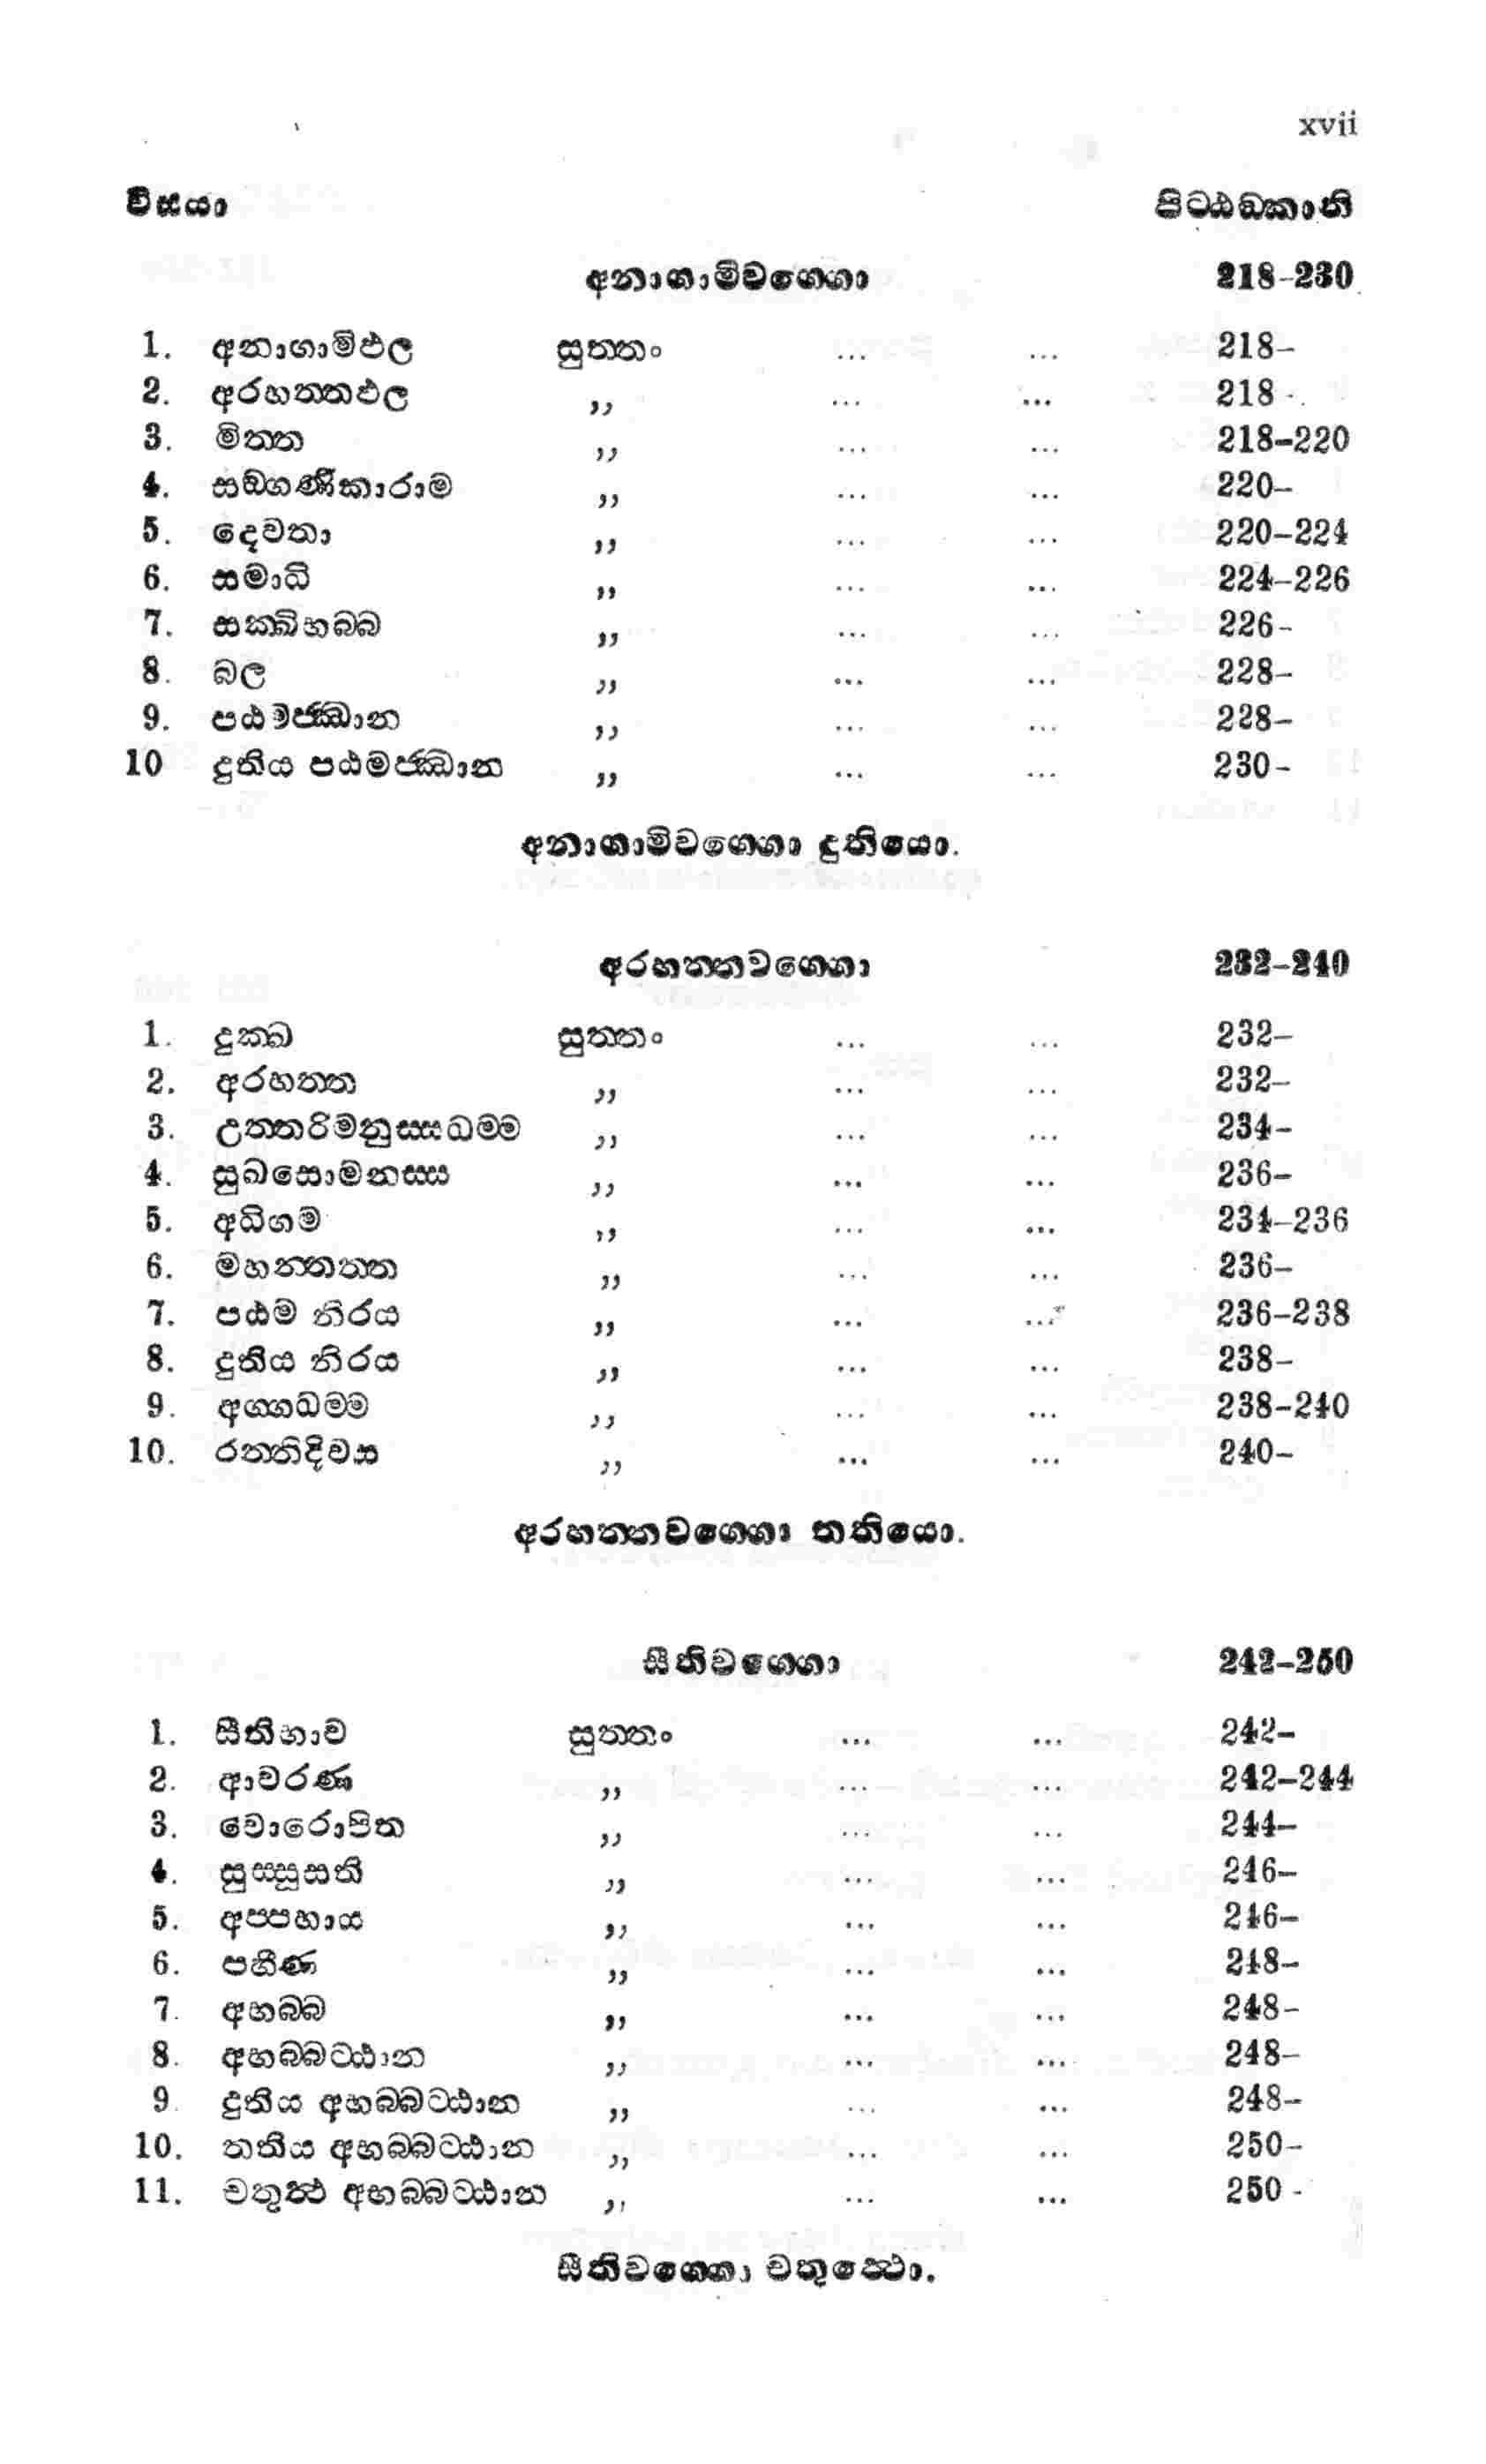 xvii
විසයා පිට්ඨඞ්කානි
අනාගාමිවග්ගො 218-230
1. අනාගාමිඵල සුත්තං ... ... 218-
2. අරහත්තඵල ,, ... ... 218-
3. මිත්ත ,, ... ... 218-220
4. සඞ්ගණිකාරාම ,, ... ... 220-
5. දෙවතා ,, ... ... 220-224
6. සමාධි ,, ... ... 224-226
7. සක්ඛිභබ්බ ,, ... ... 226-
8. බල ,, ... ... 228-
9. පඨමජ්ඣාන ,, ... ... 228-
10 දුතිය පඨමජ්ඣාන ,, ... ... 230-
අනාගාමිවග්ගො දුතියො.
අරහත්තවග්ගො 232-240
1. දුක්ඛ සුත්තං ... ... 232-
2. අරහත්ත ,, ... ... 232-
3. උත්තරිමනුස්සධම්ම ,, ... ... 234-
4. සුඛසොමනස්ස ,, ... ... 236-
5. අධිගම ,, ... ... 234-236
6. මහන්තත්ත ,, ... ... 236-
7. පඨම නිරය ,, ... ... 236-238
8. දුතිය නිරය ,, ... ... 238-
9. අග්ගධම්ම ,, ... ... 238-240
10. රත්තිදිවස ,, ... ... 240-
අරහත්තවග්ගො තතියො.
සීතිවග්ගො 242-250
1. සීතිභාව සුත්තං ... ... 242-
2. ආවරණ ,, ... ... 242-244
3. වොරොපිත ,, ... ... 244-
4. සුස්සුසති ,, ... ... 246-
5. අප්පහාය ,, ... ... 246-
6. පහීණ ,, ... ... 248-
7. අභබ්බ ,, ... ... 248-
8. අභබ්බට්ඨාන ,, ... ... 248-
9. දුතිය අභබ්බට්ඨාන ,, ... ... 248-
10. තතිය අභබ්බට්ඨාන ,, ... ... 250-
11. චතුත්ථ අභබ්බට්ඨාන ,, ... ... 250-
සීතිවග්ගො චතුත්ථො.